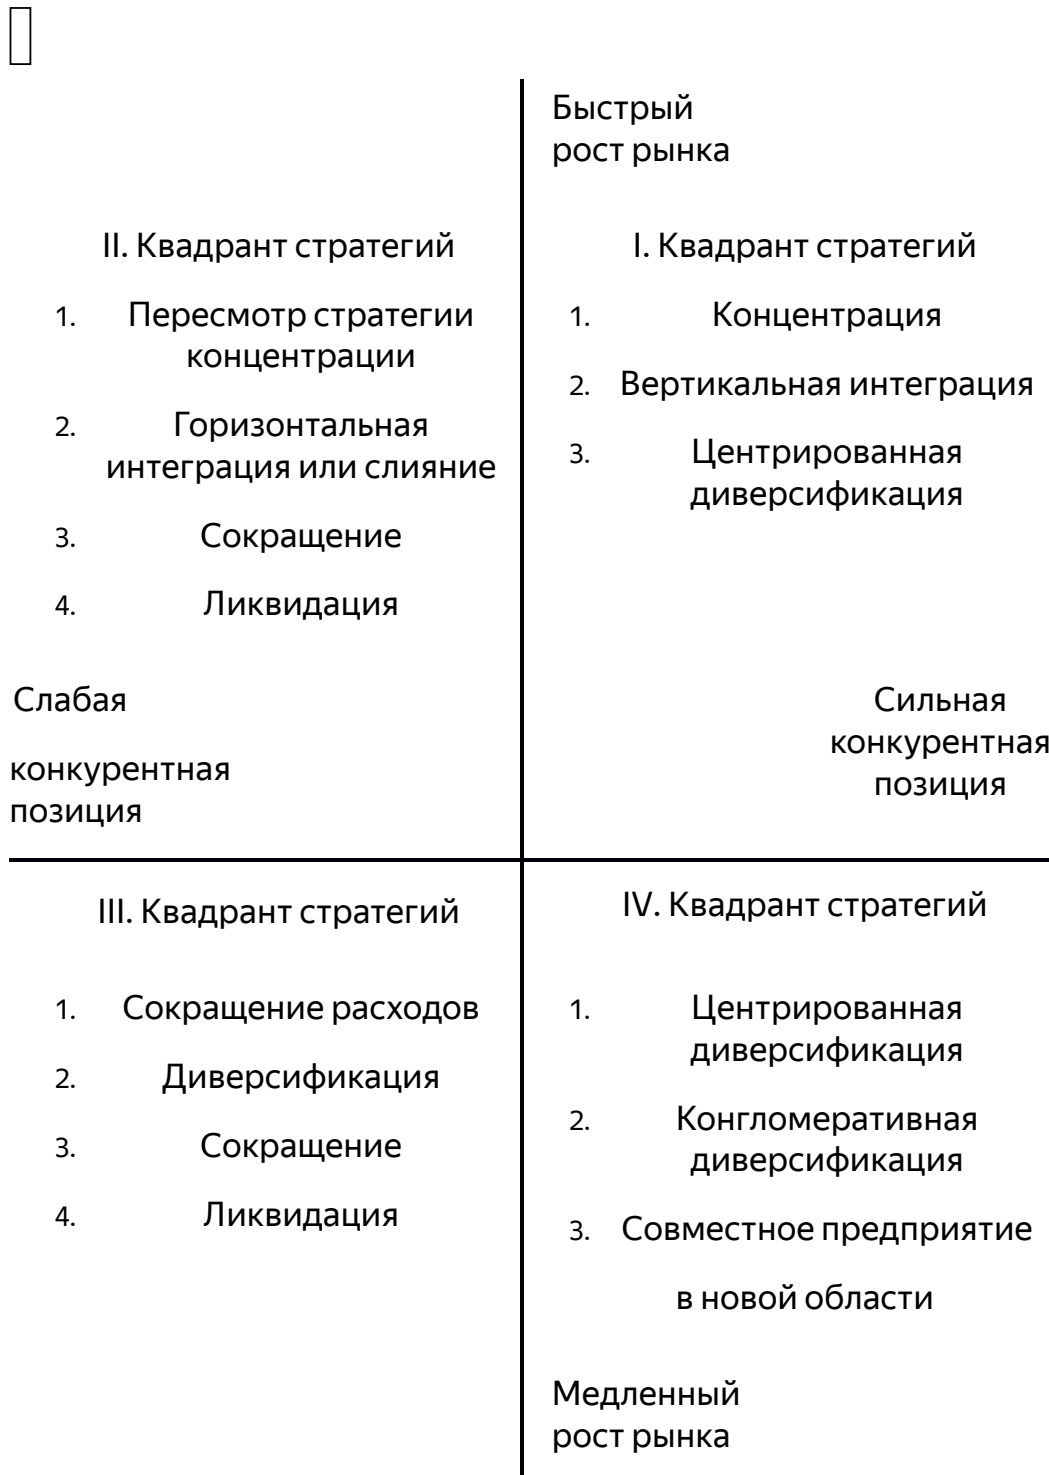 Быстрый
рост рынка
II. Квадрант стратегий
1. Пересмотр стратегии
концентрации
2. Горизонтальная
интеграция или слияние
3. Сокращение
4. Ликвидация
I. Квадрант стратегий
1. Концентрация
2. Вертикальная интеграция
3. Центрированная
диверсификация
Слабая
конкурентная
позиция
Сильная
конкурентная
позиция
III. Квадрант стратегий
1. Сокращение расходов
2. Диверсификация
3. Сокращение
4. Ликвидация
IV. Квадрант стратегий
1. Центрированная
диверсификация
2. Конгломеративная
диверсификация
3. Совместное предприятие
в новой области
Медленный
рост рынка